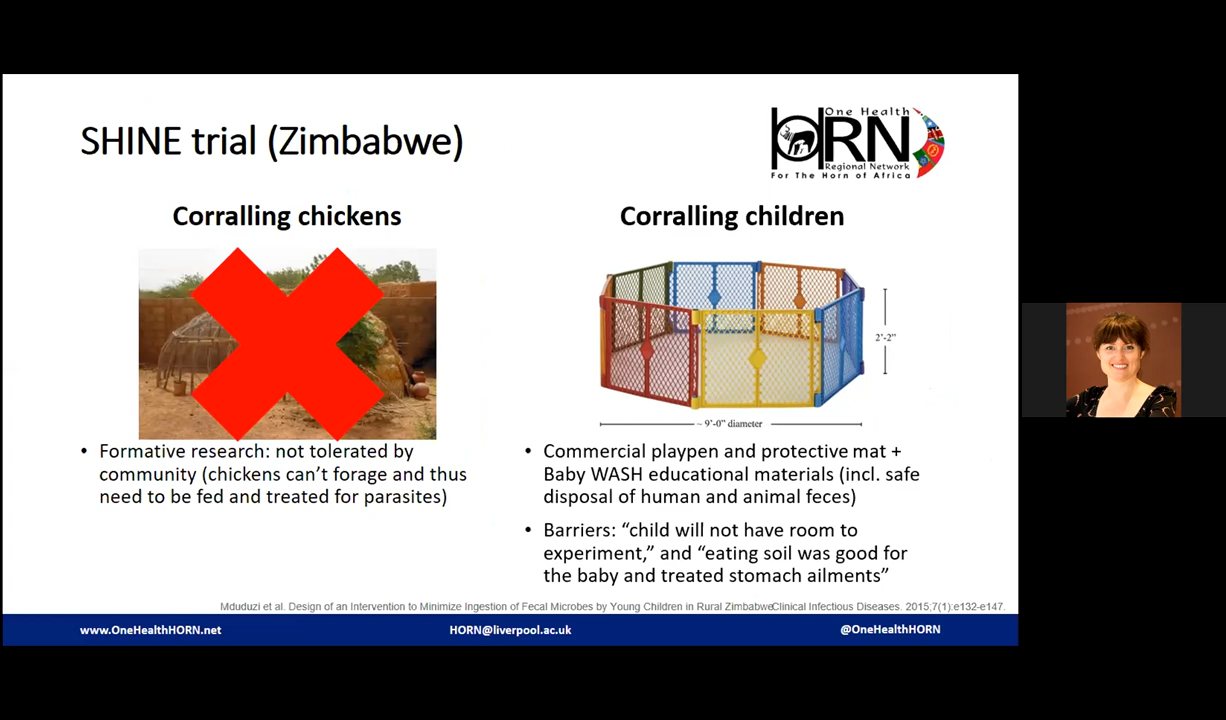 SHINE trial (Zimbabwe)
One Health
HRN
Regional Network
For The Horn of Africa
Corralling chickens
Corralling children
2'-2"
~ 9'-0" diameter
• Formative research: not tolerated by
community (chickens can't forage and thus
need to be fed and treated for parasites)
• Commercial playpen and protective mat +
Baby WASH educational materials (incl. safe
disposal of human and animal feces)
• Barriers: "child will not have room to
experiment," and "eating soil was good for
the baby and treated stomach ailments"
Mduduzi et al. Design of an Intervention to Minimize Ingestion of Fecal Microbes by Young Children in Rural Zimbabwe Clinical Infectious Diseases. 2015;7(1):e132-e147.
www.OneHealthHORN.net
HORN@liverpool.ac.uk
@OneHealthHORN